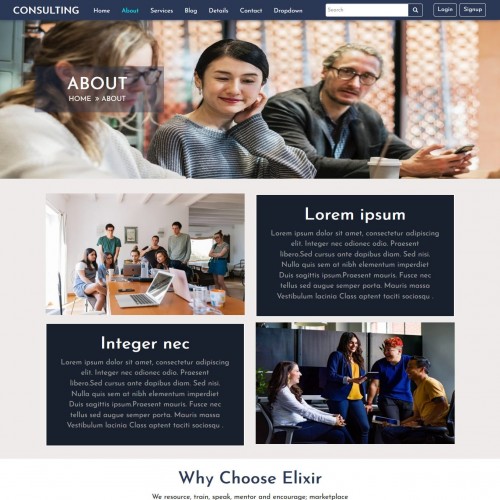 CONSULTING Home About Services Blog Details Contact Dropdown Search Login Signup
ABOUT
HOME » ABOUT
Lorem ipsum
Lorem ipsum dolor sit amet, consectetur adipiscing
elit. Integer nec odionec odio. Praesent
libero.Sed cursus ante dapibus diam. Sed
nisi.Nulla quis sem at nibh elementum imperdiet
Duis sagittis ipsum.Praesent mauris. Fusce nec
tellus sed augue semper porta. Mauris massa
Vestibulum lacinia Class aptent taciti sociosqu .
Integer nec
Lorem ipsum dolor sit amet, consectetur adipiscing
elit. Integer nec odionec odio. Praesent
libero.Sed cursus ante dapibus diam. Sed
nisi.Nulla quis sem at nibh elementum imperdiet
Duis sagittis ipsum.Praesent mauris. Fusce nec
tellus sed augue semper porta. Mauris massa
Vestibulum lacinia Class aptent taciti sociosqu .
Why Choose Elixir
We resource, train, speak, mentor and encourage; marketplace